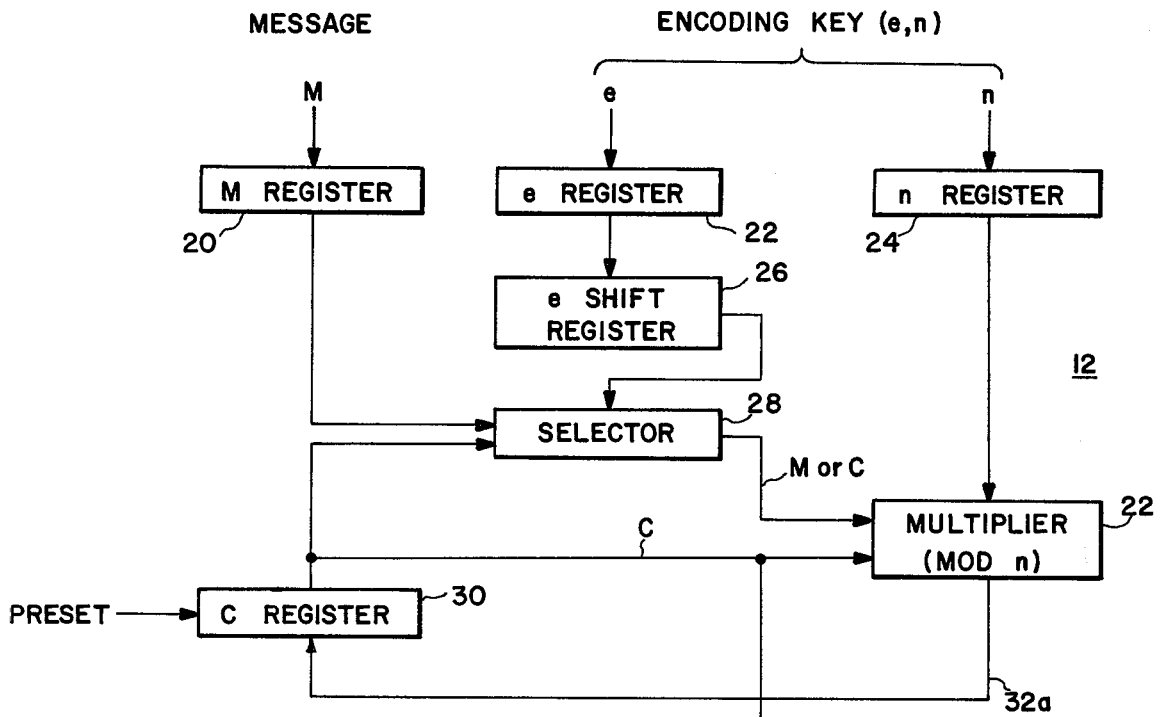 MESSAGE
ENCODING KEY (e,n)
M
e
n
M REGISTER
e REGISTER
n REGISTER
20
22
24
e SHIFT
REGISTER
26
12
SELECTOR
28
M or C
MULTIPLIER
(MOD n)
22
C
PRESET
C REGISTER
30
32a